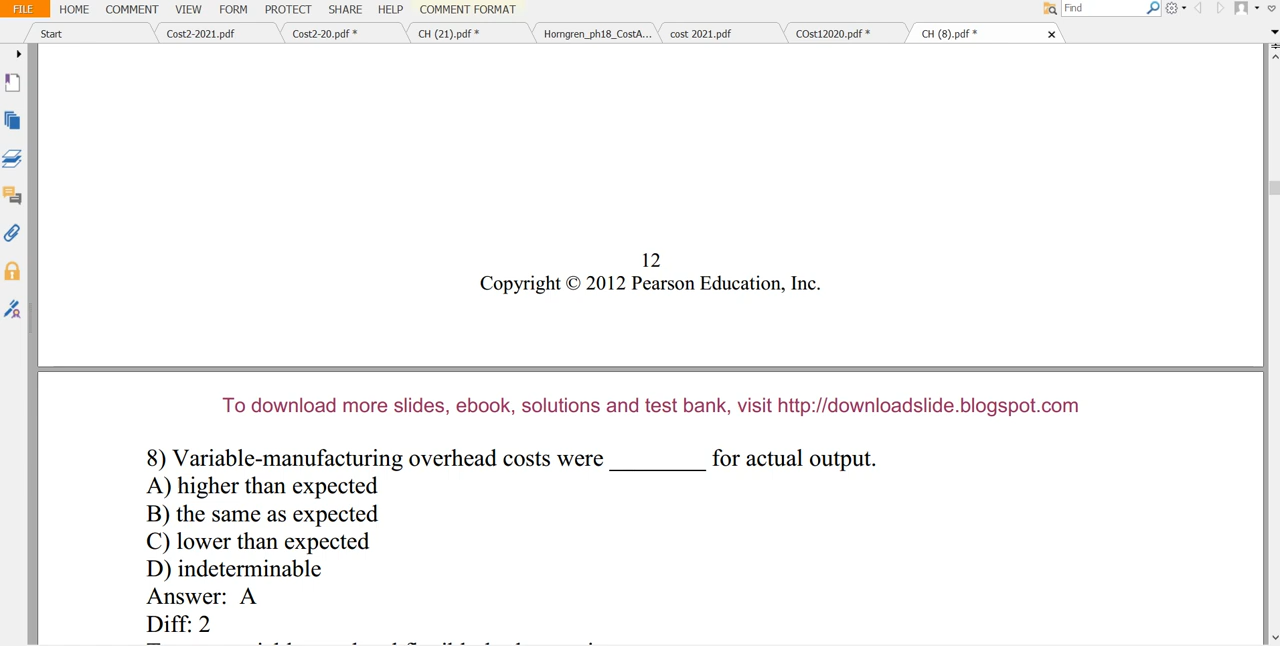 FILE HOME COMMENT VIEW FORM PROTECT SHARE HELP COMMENT FORMAT Find
Start Cost2-2021.pdf Cost2-20.pdf * CH (21).pdf * Horngren_ph18_CostA... cost 2021.pdf COst12020.pdf * CH (8).pdf *
12
Copyright © 2012 Pearson Education, Inc.
To download more slides, ebook, solutions and test bank, visit http://downloadslide.blogspot.com
8) Variable-manufacturing overhead costs were ________ for actual output.
A) higher than expected
B) the same as expected
C) lower than expected
D) indeterminable
Answer: A
Diff: 2